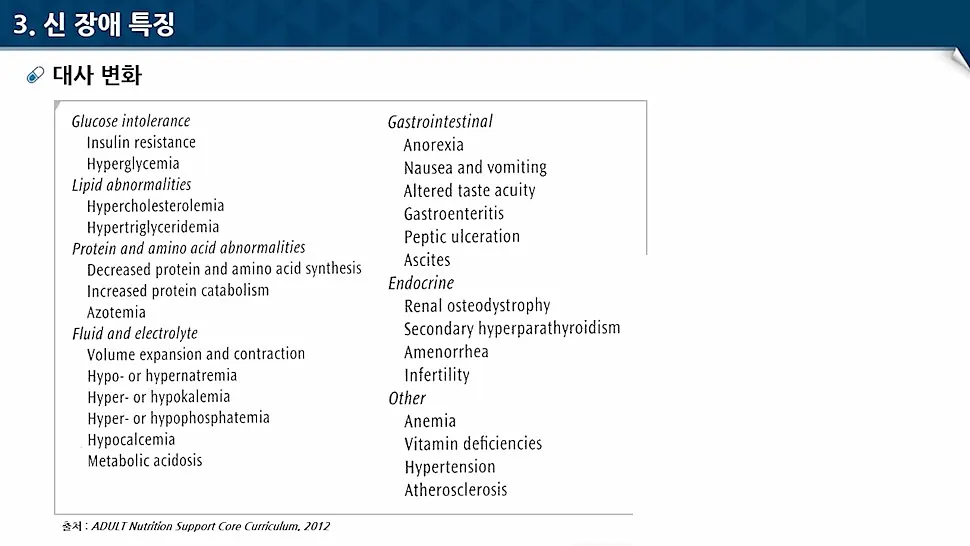 3. 신 장애 특징
대사 변화
Glucose intolerance
Insulin resistance
Hyperglycemia
Lipid abnormalities
Hypercholesterolemia
Hypertriglyceridemia
Protein and amino acid abnormalities
Decreased protein and amino acid synthesis
Increased protein catabolism
Azotemia
Fluid and electrolyte
Volume expansion and contraction
Hypo- or hypernatremia
Hyper- or hypokalemia
Hyper- or hypophosphatemia
Hypocalcemia
Metabolic acidosis
Gastrointestinal
Anorexia
Nausea and vomiting
Altered taste acuity
Gastroenteritis
Peptic ulceration
Ascites
Endocrine
Renal osteodystrophy
Secondary hyperparathyroidism
Amenorrhea
Infertility
Other
Anemia
Vitamin deficiencies
Hypertension
Atherosclerosis
출처 : ADULT Nutrition Support Core Curriculum, 2012